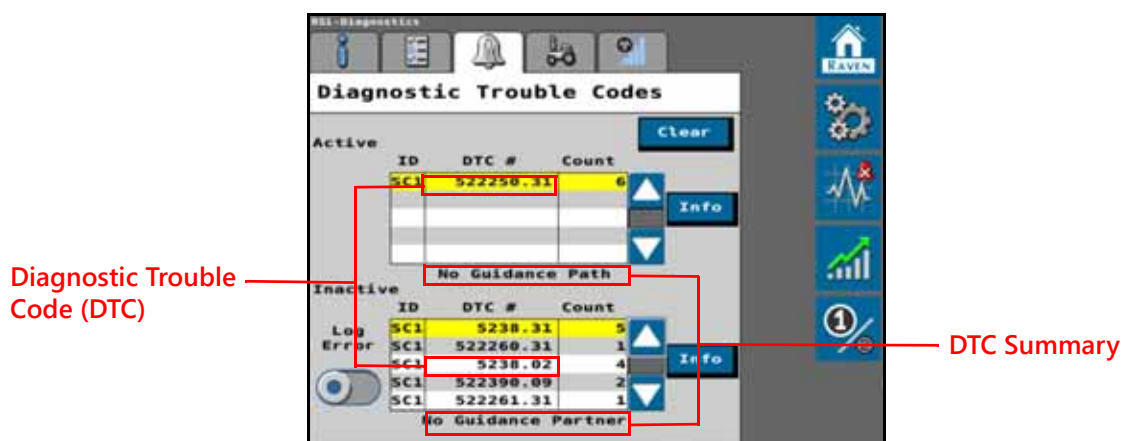 RS1-Diagnostics
RAVEN
Diagnostic Trouble Codes
Clear
Active
ID DTC # Count
SC1 522250.31 6
Info
No Guidance Path
Diagnostic Trouble
Code (DTC)
Inactive
ID DTC # Count
Log
Error
SC1 5238.31 5
SC1 522260.31 1
SC1 5238.02 4
SC1 522390.09 2
SC1 522261.31 1
Info
DTC Summary
No Guidance Partner
1